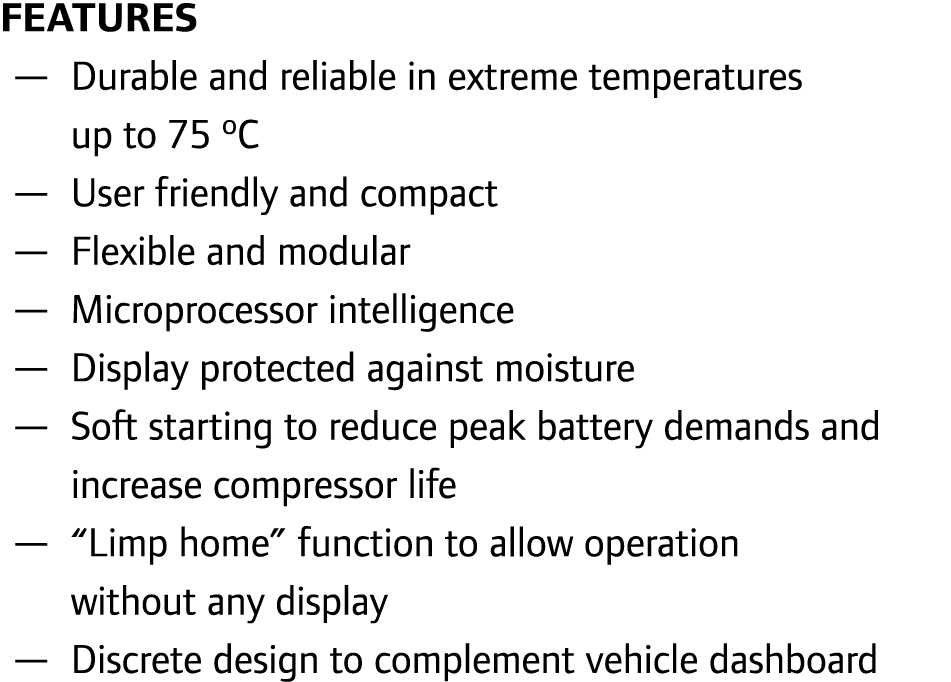 FEATURES
— Durable and reliable in extreme temperatures
up to 75 ºC
— User friendly and compact
— Flexible and modular
— Microprocessor intelligence
— Display protected against moisture
— Soft starting to reduce peak battery demands and
increase compressor life
— “Limp home” function to allow operation
without any display
— Discrete design to complement vehicle dashboard